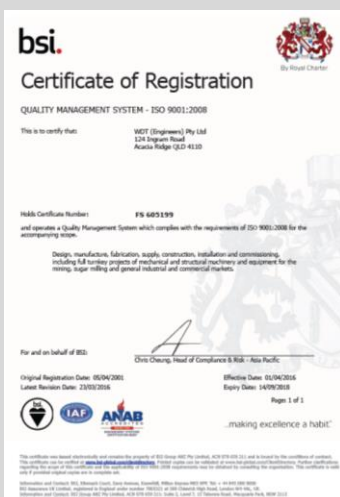 bsi.
By Royal Charter
Certificate of Registration
QUALITY MANAGEMENT SYSTEM - ISO 9001:2008
This is to certify that:
WDT (Engineers) Pty Ltd
124 Ingram Road
Acacia Ridge QLD 4110
Holds Certificate Number:
FS 605199
and operates a Quality Management System which complies with the requirements of ISO 9001:2008 for the
accompanying scope.
Design, manufacture, fabrication, supply, construction, installation and commissioning,
including full turnkey projects of mechanical and structural machinery and equipment for the
mining, sugar milling and general industrial and commercial markets.
For and on behalf of BSI:
Chris Cheung, Head of Compliance & Risk - Asia Pacific
Original Registration Date: 05/04/2001
Effective Date: 01/04/2016
Latest Revision Date: 23/03/2016
Expiry Date: 14/09/2018
Page: 1 of 1
IAF
ANAB
ACCREDITED
...making excellence a habit.